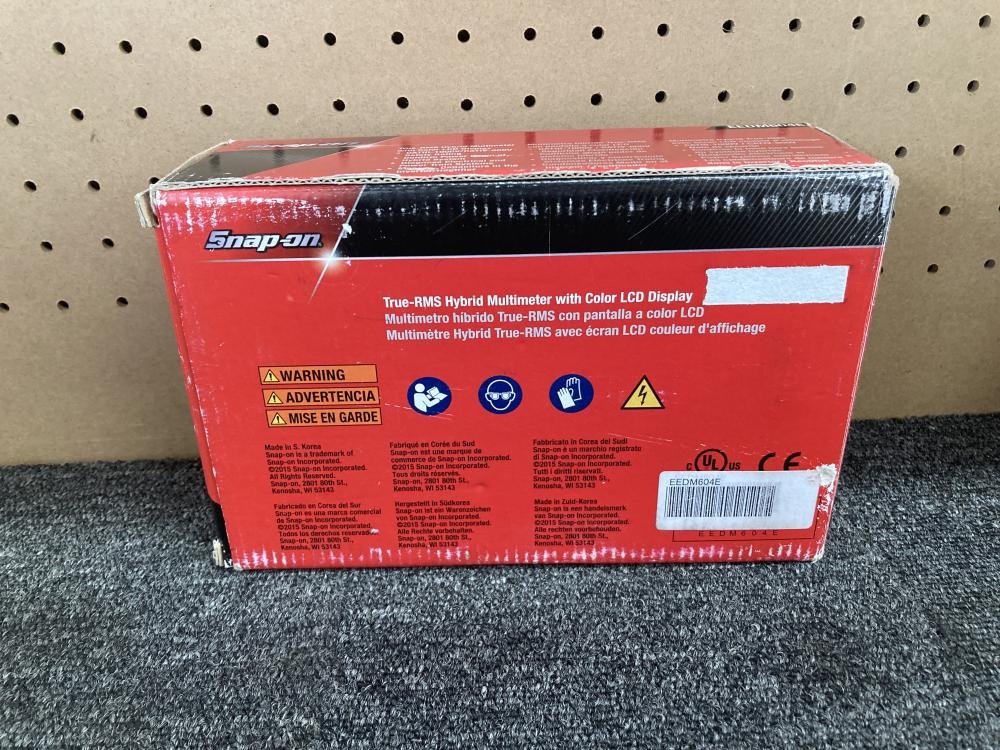 Snap-on
EEDM604E
Snap-on
True-RMS Hybrid Multimeter with Color LCD Display
Multimetro híbrido True-RMS con pantalla a color LCD
Multimètre Hybrid True-RMS avec écran LCD couleur d'affichage
WARNING
ADVERTENCIA
MISE EN GARDE
Made in S. Korea
Snap-on is a trademark of
Snap-on Incorporated.
©2015 Snap-on Incorporated.
All Rights Reserved.
Snap-on, 2801 80th St.,
Kenosha, WI 53143
Fabriqué en Corée du Sud
Snap-on est une marque de
commerce de Snap-on Incorporated.
©2015 Snap-on Incorporated.
Tous droits réservés.
Snap-on, 2801 80th St.,
Kenosha, WI 53143
Fabbricato in Corea del Sudl
Snap-on è un marchio registrato
di Snap-on Incorporated.
©2015 Snap-on Incorporated.
Tutti i diritti riservati.
Snap-on, 2801 80th St.,
Kenosha, WI 53143
C UL US CE
Fabricado en Corea del Sur
Snap-on es una marca comercial
de Snap-on Incorporated.
©2015 Snap-on Incorporated.
Todos los derechos reservados.
Snap-on, 2801 80th St.,
Kenosha, WI 53143
Hergestellt in Südkorea
Snap-on ist ein Warenzeichen
von Snap-on Incorporated.
©2015 Snap-on Incorporated.
Alle Rechte vorbehalten.
Snap-on, 2801 80th St.,
Kenosha, WI 53143
Made in Zuid-Korea
Snap-on is een handelsmerk
van Snap-on Incorporated.
©2015 Snap-on Incorporated.
Alle rechten voorbehouden.
Snap-on, 2801 80th St.,
Kenosha, WI 53143
EEDM604E
EEDM604E